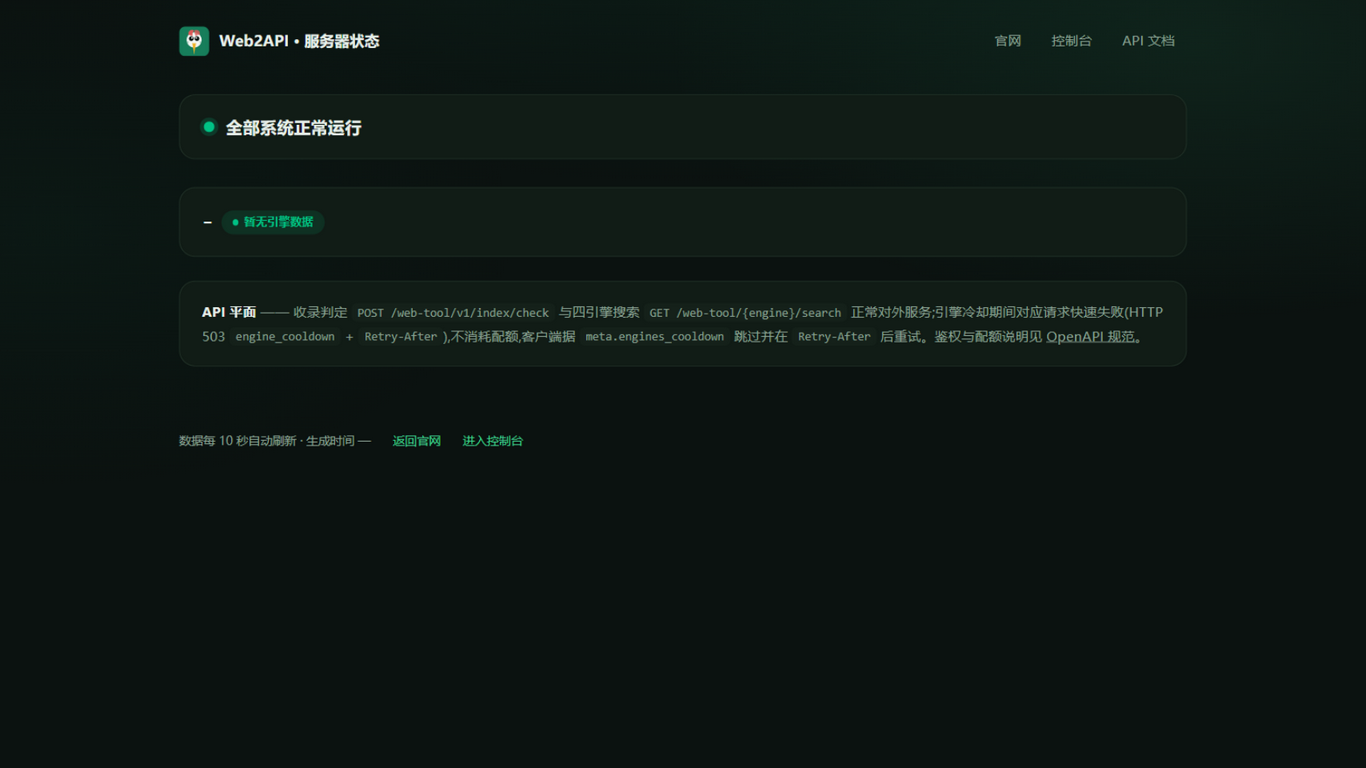 Web2API • 服务器状态
官网 控制台 API 文档
全部系统正常运行
– 暂无引擎数据
API 平面 —— 收录判定 POST /web-tool/v1/index/check 与四引擎搜索 GET /web-tool/{engine}/search 正常对外服务;引擎冷却期间对应请求快速失败(HTTP
503 engine_cooldown + Retry-After ),不消耗配额,客户端据 meta.engines_cooldown 跳过并在 Retry-After 后重试。鉴权与配额说明见 OpenAPI 规范。
数据每 10 秒自动刷新 · 生成时间 — 返回官网 进入控制台